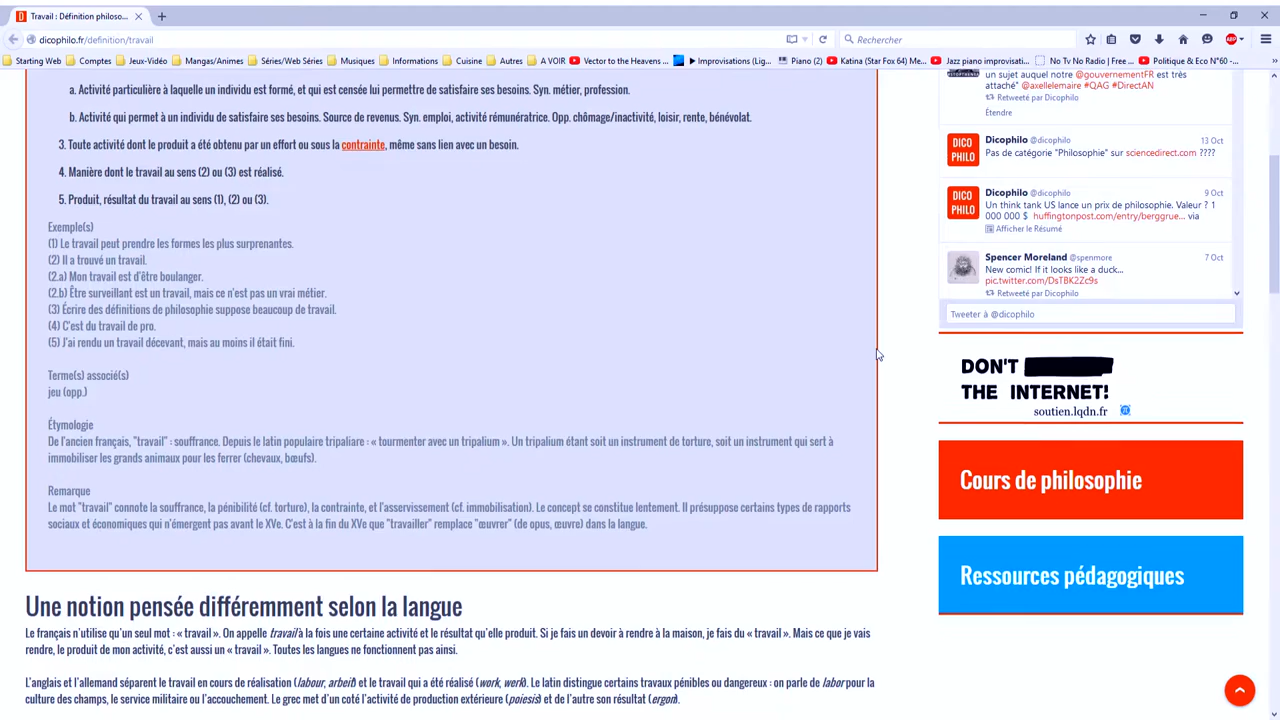 Travail : Définition philoso...
dicophilo.fr/definition/travail
Rechercher
Starting Web
Comptes
Jeux-Vidéo
Mangas/Animes
Séries/Web Séries
Musiques
Informations
Cuisine
Autres
A VOIR
Vector to the Heavens ...
Improvisations (Lig...
Piano (2)
Katina (Star Fox 64) Me...
Jazz piano improvisati...
No Tv No Radio | Free ...
Politique & Eco N°60 -...
a. Activité particulière à laquelle un individu est formé, et qui est censée lui permettre de satisfaire ses besoins. Syn. métier, profession.
b. Activité qui permet à un individu de satisfaire ses besoins. Source de revenus. Syn. emploi, activité rémunératrice. Opp. chômage/inactivité, loisir, rente, bénévolat.
3. Toute activité dont le produit a été obtenu par un effort ou sous la contrainte, même sans lien avec un besoin.
4. Manière dont le travail au sens (2) ou (3) est réalisé.
5. Produit, résultat du travail au sens (1), (2) ou (3).
Exemple(s)
(1) Le travail peut prendre les formes les plus surprenantes.
(2) Il a trouvé un travail.
(2.a) Mon travail est d'être boulanger.
(2.b) Être surveillant est un travail, mais ce n'est pas un vrai métier.
(3) Écrire des définitions de philosophie suppose beaucoup de travail.
(4) C'est du travail de pro.
(5) J'ai rendu un travail décevant, mais au moins il était fini.
Terme(s) associé(s)
jeu (opp.)
Étymologie
De l'ancien français, "travail" : souffrance. Depuis le latin populaire tripaliare : « tourmenter avec un tripalium ». Un tripalium étant soit un instrument de torture, soit un instrument qui sert à
immobiliser les grands animaux pour les ferrer (chevaux, bœufs).
Remarque
Le mot "travail" connote la souffrance, la pénibilité (cf. torture), la contrainte, et l'asservissement (cf. immobilisation). Le concept se constitue lentement. Il présuppose certains types de rapports
sociaux et économiques qui n'émergent pas avant le XVe. C'est à la fin du XVe que "travailler" remplace "œuvrer" (de opus, œuvre) dans la langue.
Une notion pensée différemment selon la langue
Le français n'utilise qu'un seul mot : « travail ». On appelle travail à la fois une certaine activité et le résultat qu'elle produit. Si je fais un devoir à rendre à la maison, je fais du « travail ». Mais ce que je vais
rendre, le produit de mon activité, c'est aussi un « travail ». Toutes les langues ne fonctionnent pas ainsi.
L'anglais et l'allemand séparent le travail en cours de réalisation (labour, arbeit) et le travail qui a été réalisé (work, werk). Le latin distingue certains travaux pénibles ou dangereux : on parle de labor pour la
culture des champs, le service militaire ou l'accouchement. Le grec met d'un coté l'activité de production extérieure (poiesis) et de l'autre son résultat (ergon).
un sujet auquel notre @gouvernementFR est très
attaché" @axellelemaire #QAG #DirectAN
Retweeté par Dicophilo
Étendre
DICO
PHILO
Dicophilo @dicophilo 13 Oct
Pas de catégorie "Philosophie" sur sciencedirect.com ????
DICO
PHILO
Dicophilo @dicophilo 9 Oct
Un think tank US lance un prix de philosophie. Valeur ? 1
000 000 $ huffingtonpost.com/entry/berggrue... via
Afficher le Résumé
Spencer Moreland @spenmore 7 Oct
New comic! If it looks like a duck...
pic.twitter.com/DsTBK2Zc9s
Retweeté par Dicophilo
Tweeter à @dicophilo
DON'T
THE INTERNET!
soutien.lqdn.fr
Cours de philosophie
Ressources pédagogiques